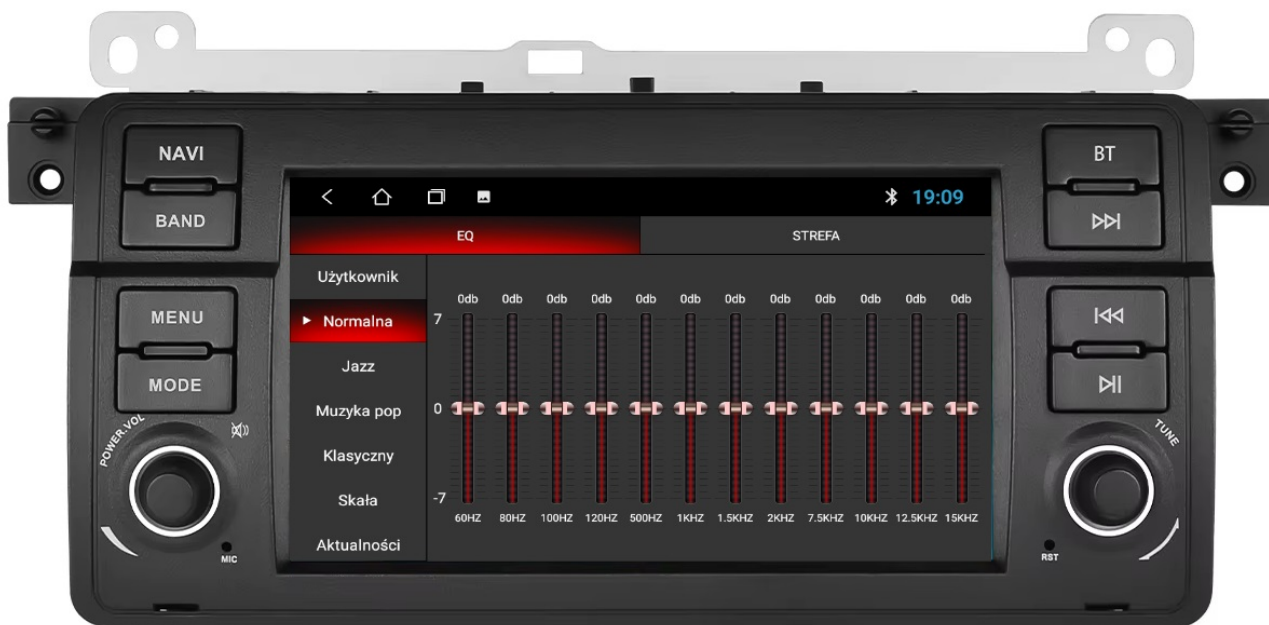 NAVI
BAND
MENU
MODE
POWER.VOL
MIC
19:09
EQ
STREFA
Użytkownik
Normalna
Jazz
Muzyka pop
Klasyczny
Skała
Aktualności
0db 0db 0db 0db 0db 0db 0db 0db 0db 0db 0db 0db
7
0
-7
60HZ 80HZ 100HZ 120HZ 500HZ 1KHZ 1.5KHZ 2KHZ 7.5KHZ 10KHZ 12.5KHZ 15KHZ
BT
TUNE
RST